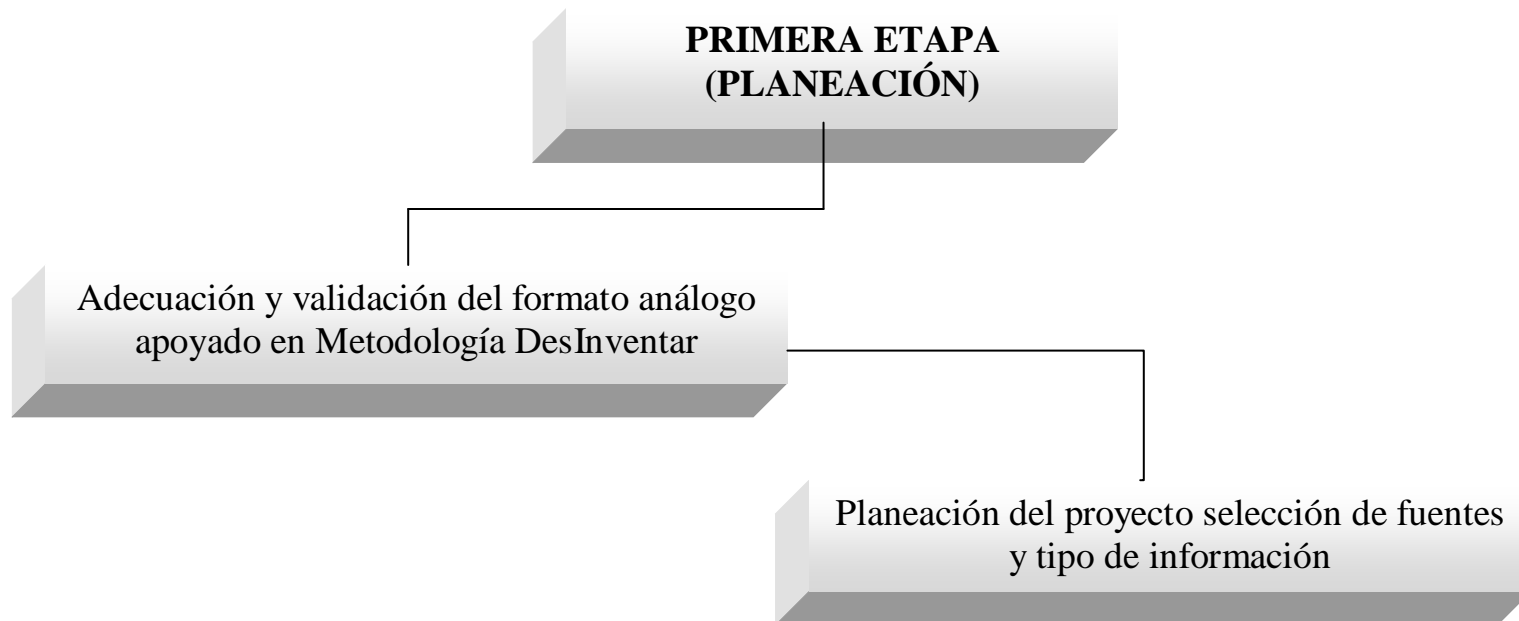 PRIMERA ETAPA
(PLANEACIÓN)
Adecuación y validación del formato análogo
apoyado en Metodología DesInventar
Planeación del proyecto selección de fuentes
y tipo de información